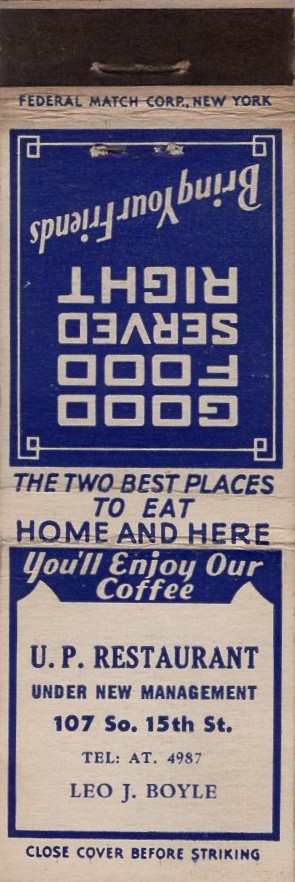 FEDERAL MATCH CORP., NEW YORK
GOOD
FOOD
SERVED
RIGHT
Bring Your Friends
THE TWO BEST PLACES
TO EAT
HOME AND HERE
You'll Enjoy Our
Coffee
U. P. RESTAURANT
UNDER NEW MANAGEMENT
107 So. 15th St.
TEL: AT. 4987
LEO J. BOYLE
CLOSE COVER BEFORE STRIKING